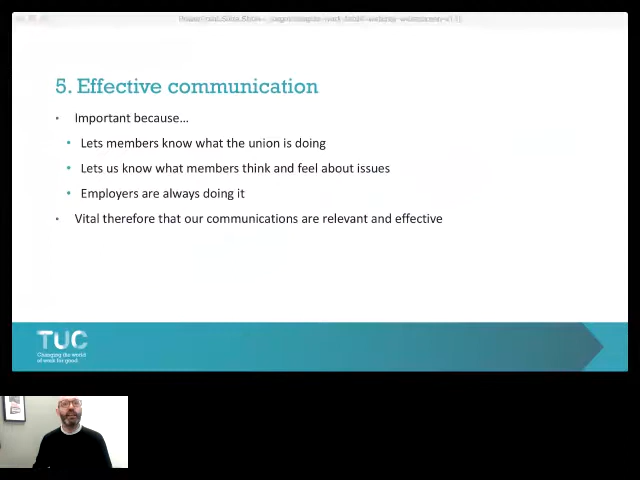 5. Effective communication
Important because...
Lets members know what the union is doing
Lets us know what members think and feel about issues
Employers are always doing it
Vital therefore that our communications are relevant and effective
TUC
Changing the world
of work for good